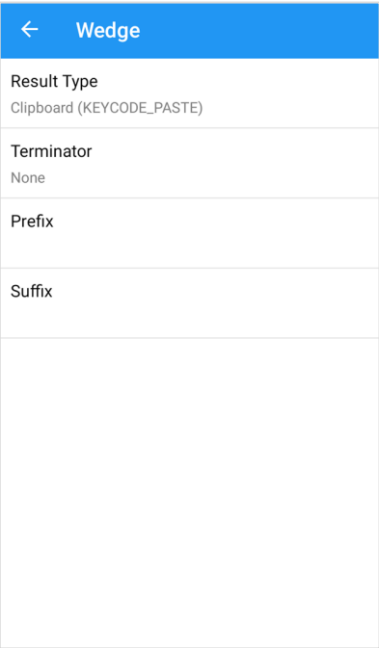 Wedge
Result Type
Clipboard (KEYCODE_PASTE)
Terminator
None
Prefix
Suffix